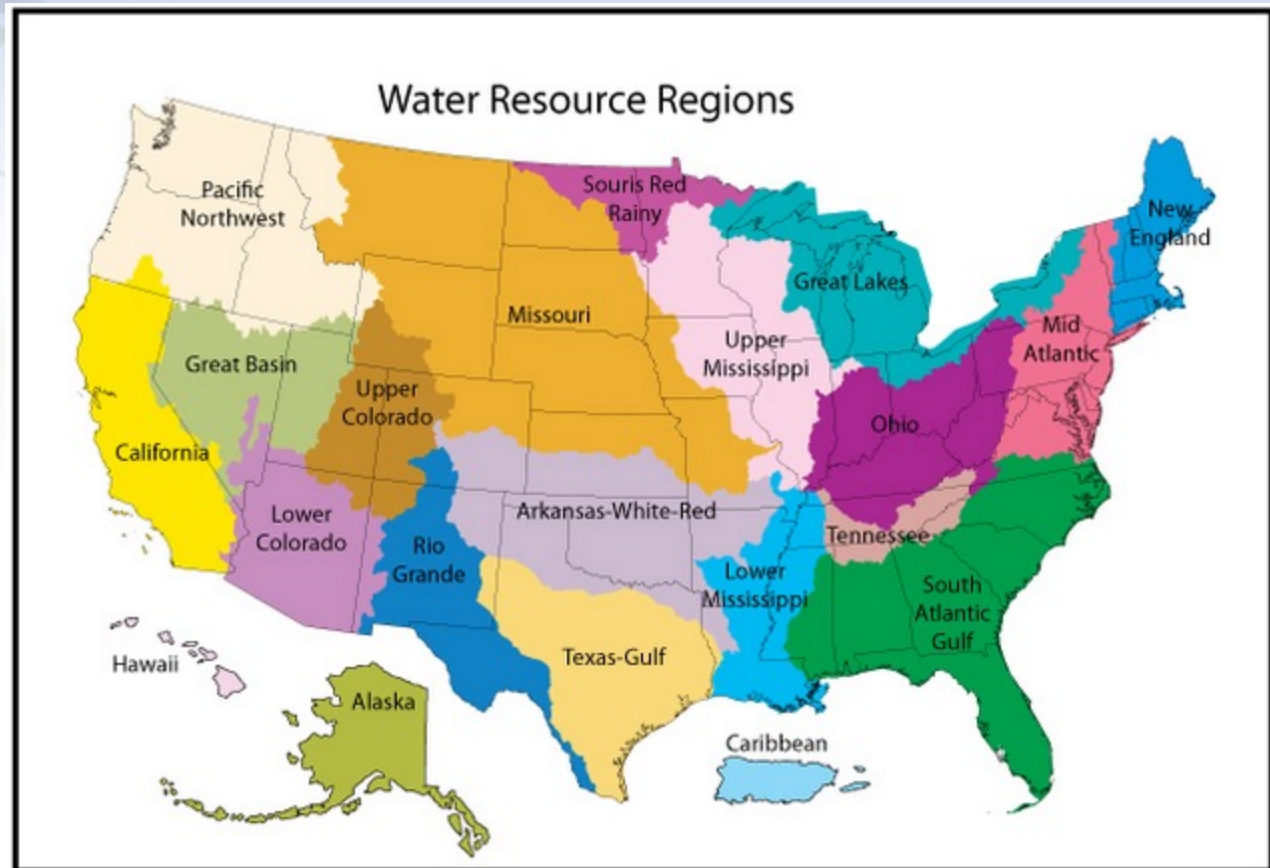 Water Resource Regions
Pacific
Northwest
Souris Red
Rainy
New
England
Great Lakes
Missouri
Mid
Atlantic
Upper
Mississippi
Great Basin
Upper
Colorado
Ohio
California
Arkansas-White-Red
Lower
Colorado
Tennessee
Rio
Grande
Lower
Mississippi
South
Atlantic
Gulf
Texas-Gulf
Hawaii
Alaska
Caribbean